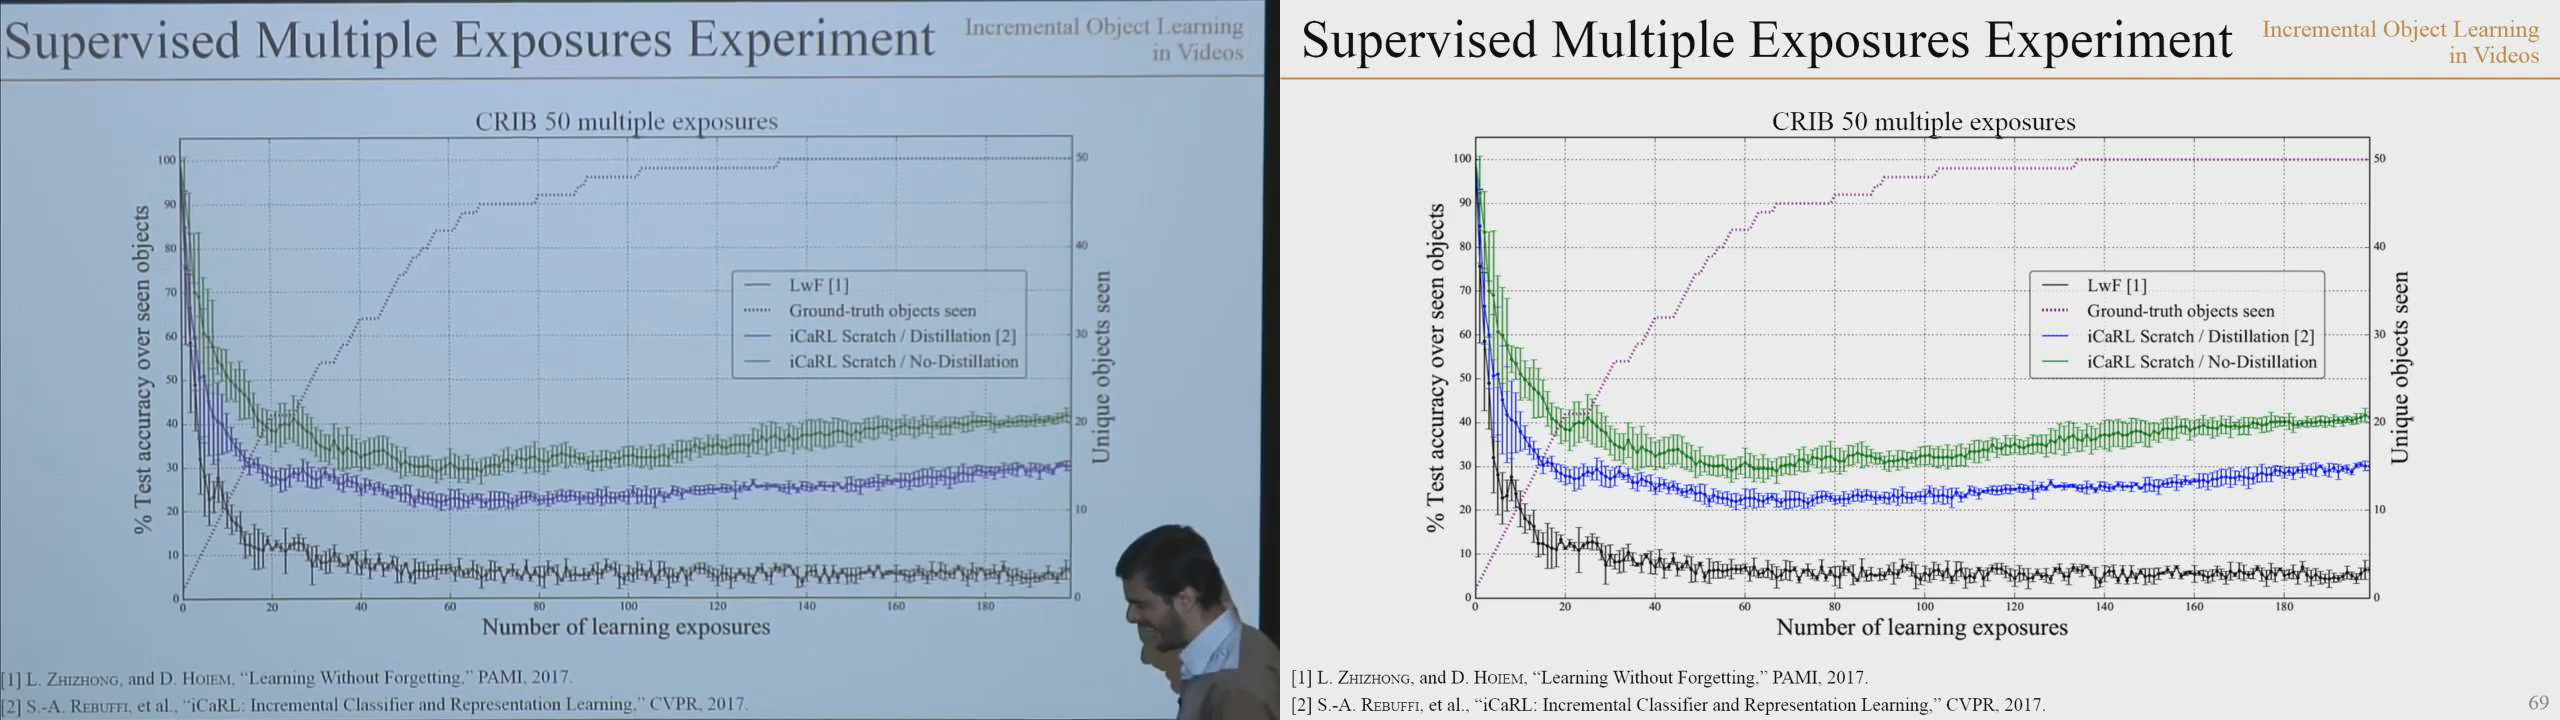 Supervised Multiple Exposures Experiment
Incremental Object Learning
in Videos
CRIB 50 multiple exposures
% Test accuracy over seen objects
100
90
80
70
60
50
40
30
20
10
0
0 20 40 60 80 100 120 140 160 180
50
40
30
20
10
0
Unique objects seen
LwF [1]
Ground-truth objects seen
iCaRL Scratch / Distillation [2]
iCaRL Scratch / No-Distillation
Number of learning exposures
[1] L. ZHIZHONG, and D. HOIEM, “Learning Without Forgetting,” PAMI, 2017.
[2] S.-A. REBUFFI, et al., “iCaRL: Incremental Classifier and Representation Learning,” CVPR, 2017.
Supervised Multiple Exposures Experiment
Incremental Object Learning
in Videos
CRIB 50 multiple exposures
% Test accuracy over seen objects
100
90
80
70
60
50
40
30
20
10
0
0 20 40 60 80 100 120 140 160 180
50
40
30
20
10
0
Unique objects seen
LwF [1]
Ground-truth objects seen
iCaRL Scratch / Distillation [2]
iCaRL Scratch / No-Distillation
Number of learning exposures
[1] L. ZHIZHONG, and D. HOIEM, “Learning Without Forgetting,” PAMI, 2017.
[2] S.-A. REBUFFI, et al., “iCaRL: Incremental Classifier and Representation Learning,” CVPR, 2017.
69